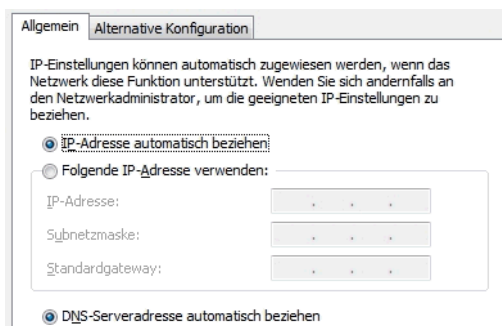 Allgemein Alternative Konfiguration
IP-Einstellungen können automatisch zugewiesen werden, wenn das
Netzwerk diese Funktion unterstützt. Wenden Sie sich andernfalls an
den Netzwerkadministrator, um die geeigneten IP-Einstellungen zu
beziehen.
IP-Adresse automatisch beziehen
Folgende IP-Adresse verwenden:
IP-Adresse:
Subnetzmaske:
Standardgateway:
DNS-Serveradresse automatisch beziehen